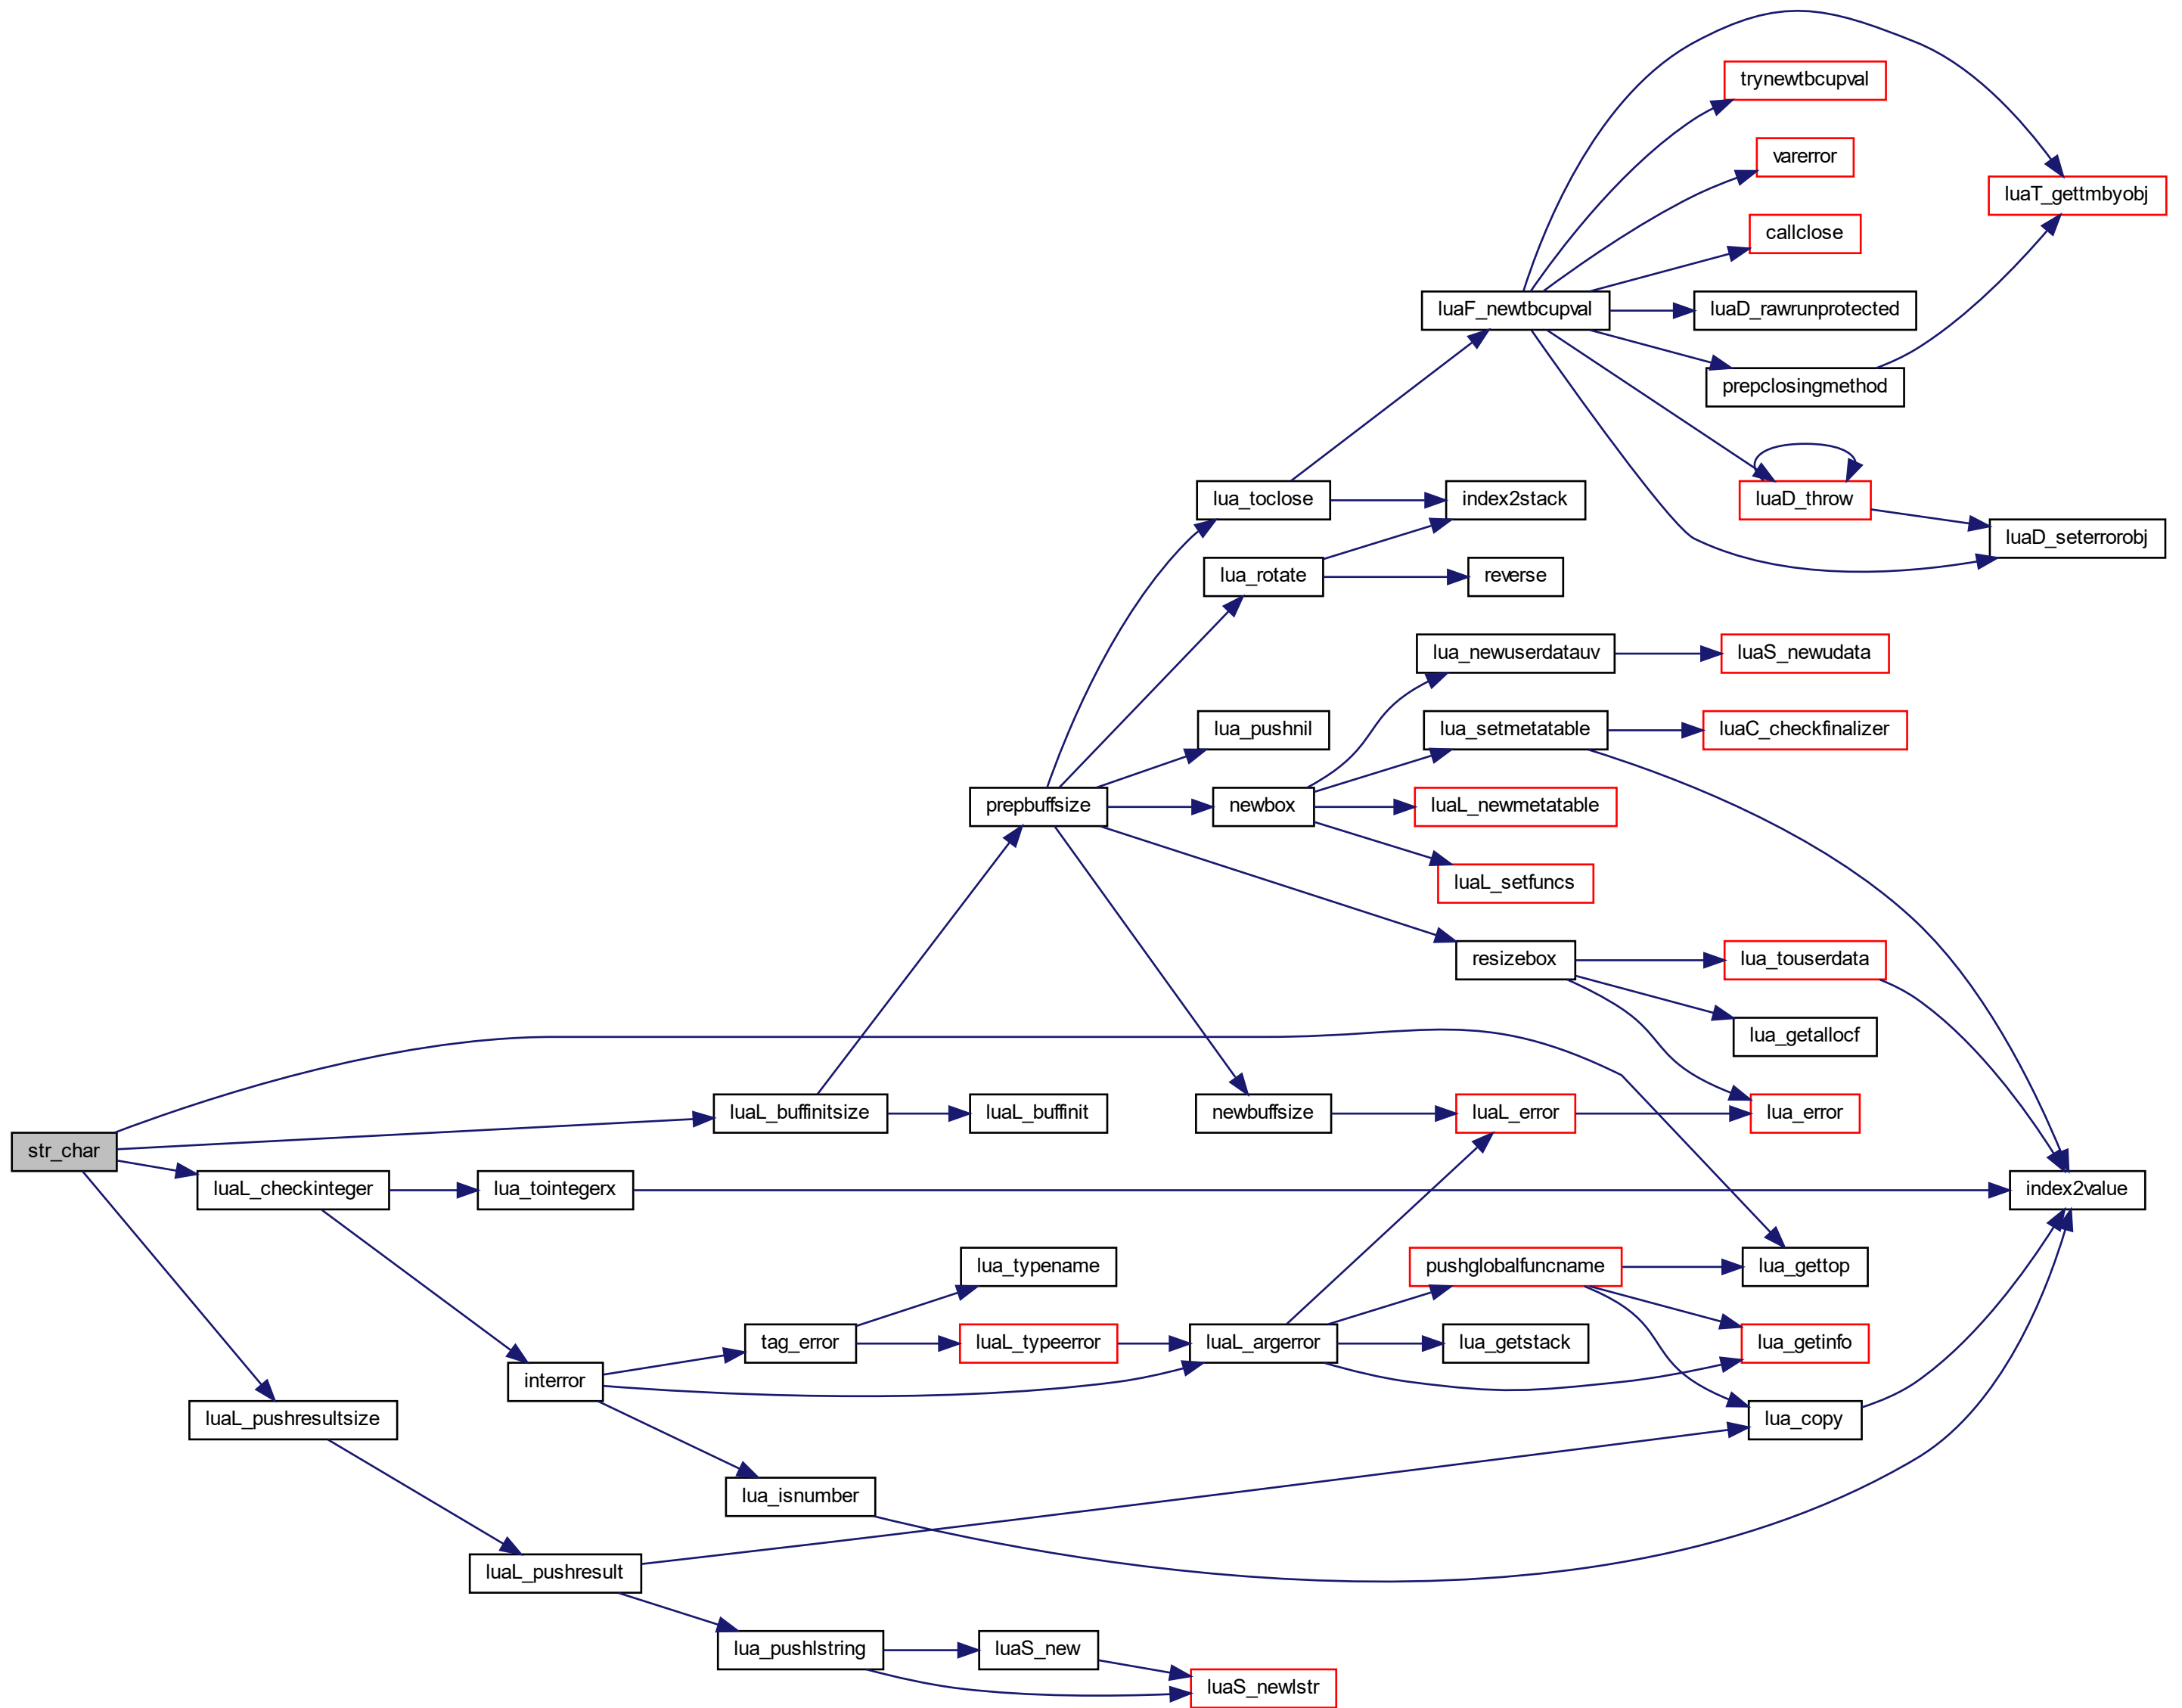 trynewtbcupval
varerror
luaT_gettmbyobj
callclose
luaF_newtbcupval
luaD_rawrunprotected
prepclosingmethod
lua_toclose
index2stack
luaD_throw
luaD_seterrorobj
lua_rotate
reverse
lua_newuserdatauv
luaS_newudata
lua_pushnil
lua_setmetatable
luaC_checkfinalizer
prepbuffsize
newbox
luaL_newmetatable
luaL_setfuncs
resizebox
lua_touserdata
lua_getallocf
luaL_buffinitsize
luaL_buffinit
newbuffsize
luaL_error
lua_error
str_char
luaL_checkinteger
lua_tointegerx
index2value
lua_typename
pushglobalfuncname
lua_gettop
tag_error
luaL_typeerror
luaL_argerror
lua_getstack
lua_getinfo
interror
luaL_pushresultsize
lua_copy
lua_isnumber
luaL_pushresult
lua_pushlstring
luaS_new
luaS_newlstr